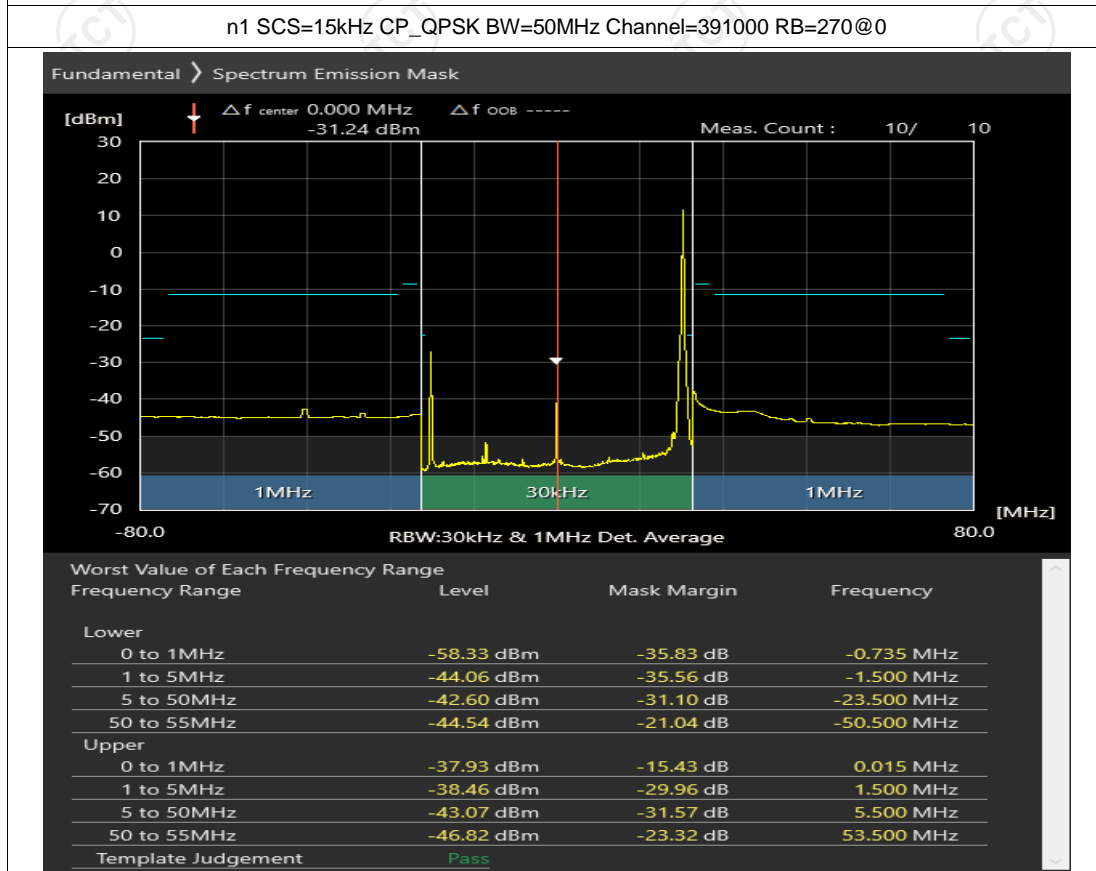 TCT TCT TCT
n1 SCS=15kHz CP_QPSK BW=50MHz Channel=391000 RB=270@0
Fundamental ❯ Spectrum Emission Mask
[dBm] △f center 0.000 MHz △f OOB -----
-31.24 dBm Meas. Count : 10/ 10
30
20
10
0
-10
-20
-30
-40
-50
-60
1MHz 30kHz 1MHz
-70 [MHz]
-80.0 RBW:30kHz & 1MHz Det. Average 80.0
Worst Value of Each Frequency Range
Frequency Range Level Mask Margin Frequency
Lower
0 to 1MHz -58.33 dBm -35.83 dB -0.735 MHz
1 to 5MHz -44.06 dBm -35.56 dB -1.500 MHz
5 to 50MHz -42.60 dBm -31.10 dB -23.500 MHz
50 to 55MHz -44.54 dBm -21.04 dB -50.500 MHz
Upper
0 to 1MHz -37.93 dBm -15.43 dB 0.015 MHz
1 to 5MHz -38.46 dBm -29.96 dB 1.500 MHz
5 to 50MHz -43.07 dBm -31.57 dB 5.500 MHz
50 to 55MHz -46.82 dBm -23.32 dB 53.500 MHz
Template Judgement Pass